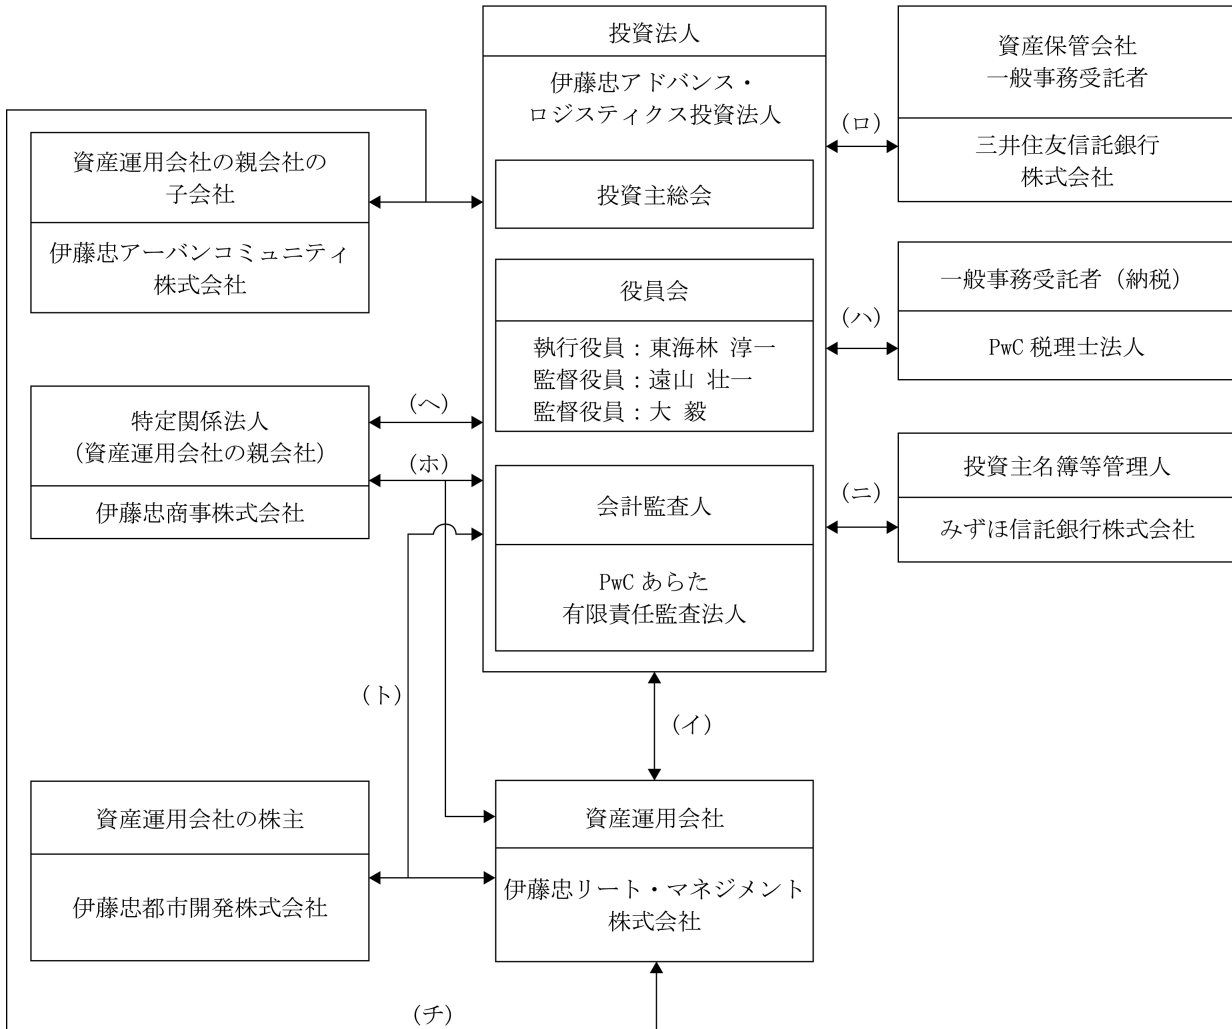 投資法人
伊藤忠アドバンス・
ロジスティクス投資法人
投資主総会
役員会
執行役員：東海林 淳一
監督役員：遠山 壮一
監督役員：大 毅
会計監査人
PwC あらた
有限責任監査法人
資産保管会社
一般事務受託者
三井住友信託銀行
株式会社
(ロ)
一般事務受託者（納税）
PwC 税理士法人
(ハ)
投資主名簿等管理人
みずほ信託銀行株式会社
(ニ)
資産運用会社の親会社の
子会社
伊藤忠アーバンコミュニティ
株式会社
特定関係法人
(資産運用会社の親会社)
伊藤忠商事株式会社
(ヘ)
(ホ)
(ト)
(イ)
資産運用会社の株主
伊藤忠都市開発株式会社
資産運用会社
伊藤忠リート・マネジメント
株式会社
(チ)